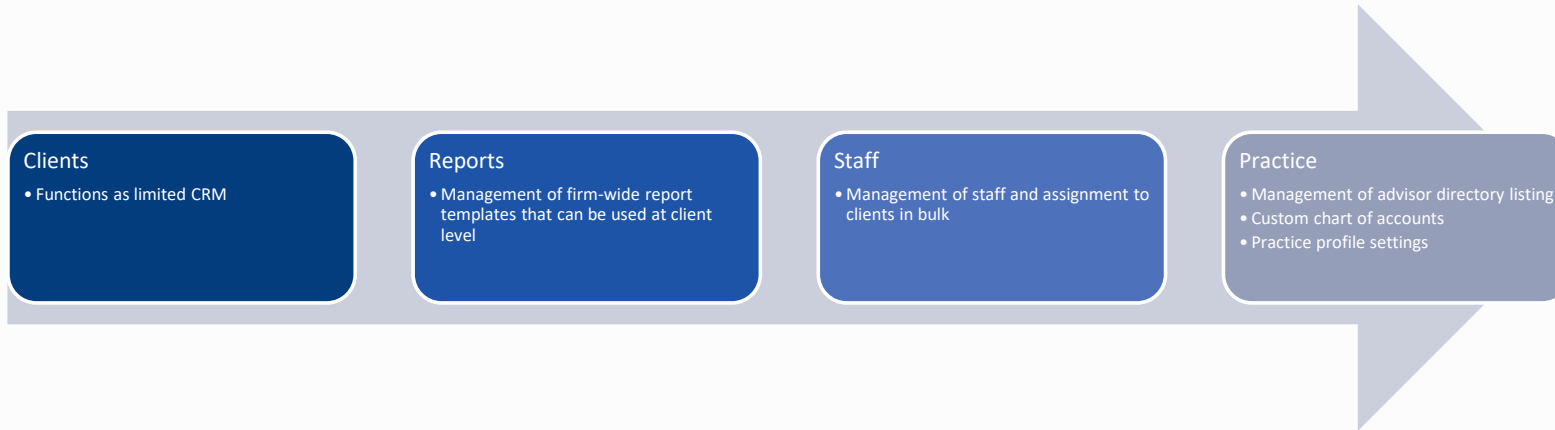 Clients
• Functions as limited CRM
Reports
• Management of firm-wide report
templates that can be used at client
level
Staff
• Management of staff and assignment to
clients in bulk
Practice
• Management of advisor directory listing
• Custom chart of accounts
• Practice profile settings